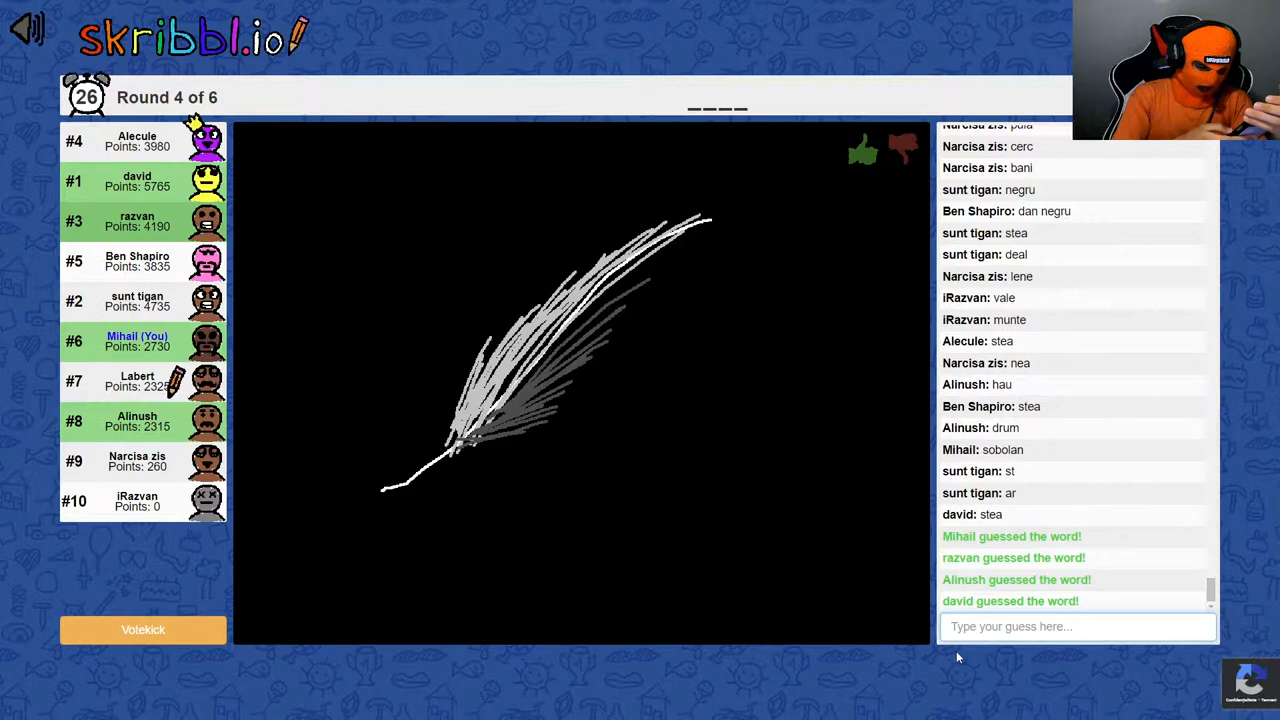 skribbl.io
26
Round 4 of 6
____
#4
Alecule
Points: 3980
#1
david
Points: 5765
#3
razvan
Points: 4190
#5
Ben Shapiro
Points: 3835
#2
sunt tigan
Points: 4735
#6
Mihail (You)
Points: 2730
#7
Labert
Points: 2325
#8
Alinush
Points: 2315
#9
Narcisa zis
Points: 260
#10
iRazvan
Points: 0
Votekick
Narcisa zis: pula
Narcisa zis: cerc
Narcisa zis: bani
sunt tigan: negru
Ben Shapiro: dan negru
sunt tigan: stea
sunt tigan: deal
Narcisa zis: lene
iRazvan: vale
iRazvan: munte
Alecule: stea
Narcisa zis: nea
Alinush: hau
Ben Shapiro: stea
Alinush: drum
Mihail: sobolan
sunt tigan: st
sunt tigan: ar
david: stea
Mihail guessed the word!
razvan guessed the word!
Alinush guessed the word!
david guessed the word!
Type your guess here...